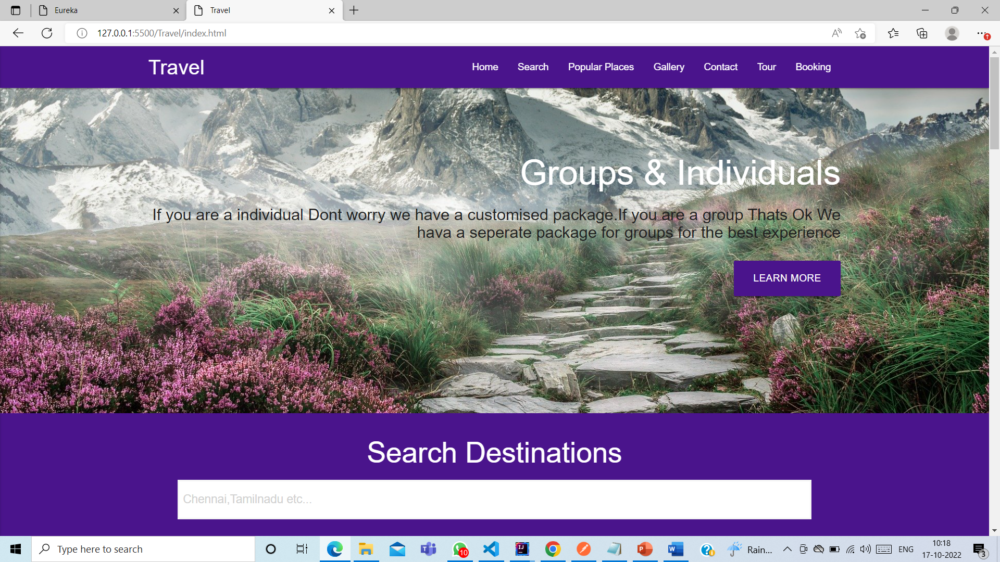 Eureka
Travel
127.0.0.1:5500/Travel/index.html
Travel
Home Search Popular Places Gallery Contact Tour Booking
Groups & Individuals
If you are a individual Dont worry we have a customised package.If you are a group Thats Ok We
hava a seperate package for groups for the best experience
LEARN MORE
Search Destinations
Chennai,Tamilnadu etc...
Type here to search
10
Rain...
ENG
10:18
17-10-2022
3